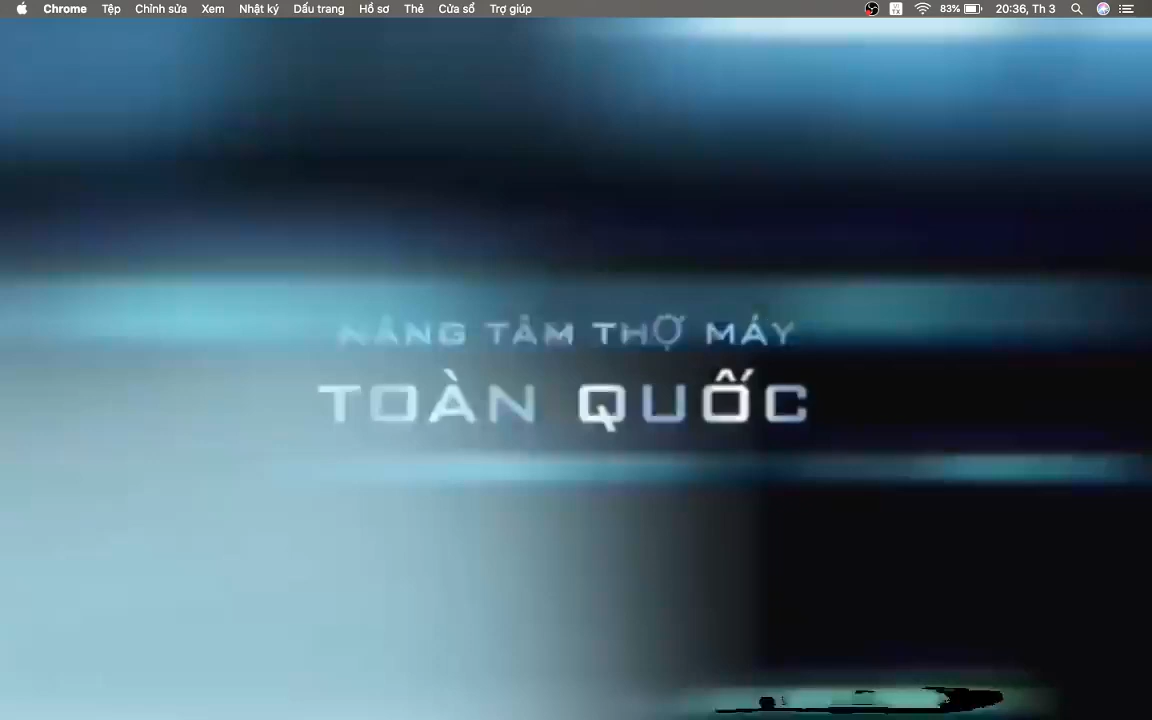 Chrome Tệp Chỉnh sửa Xem Nhật ký Dấu trang Hồ sơ Thẻ Cửa sổ Trợ giúp 83% 20:36, Th 3
NÂNG TẦM THỢ MÁY
TOÀN QUỐC